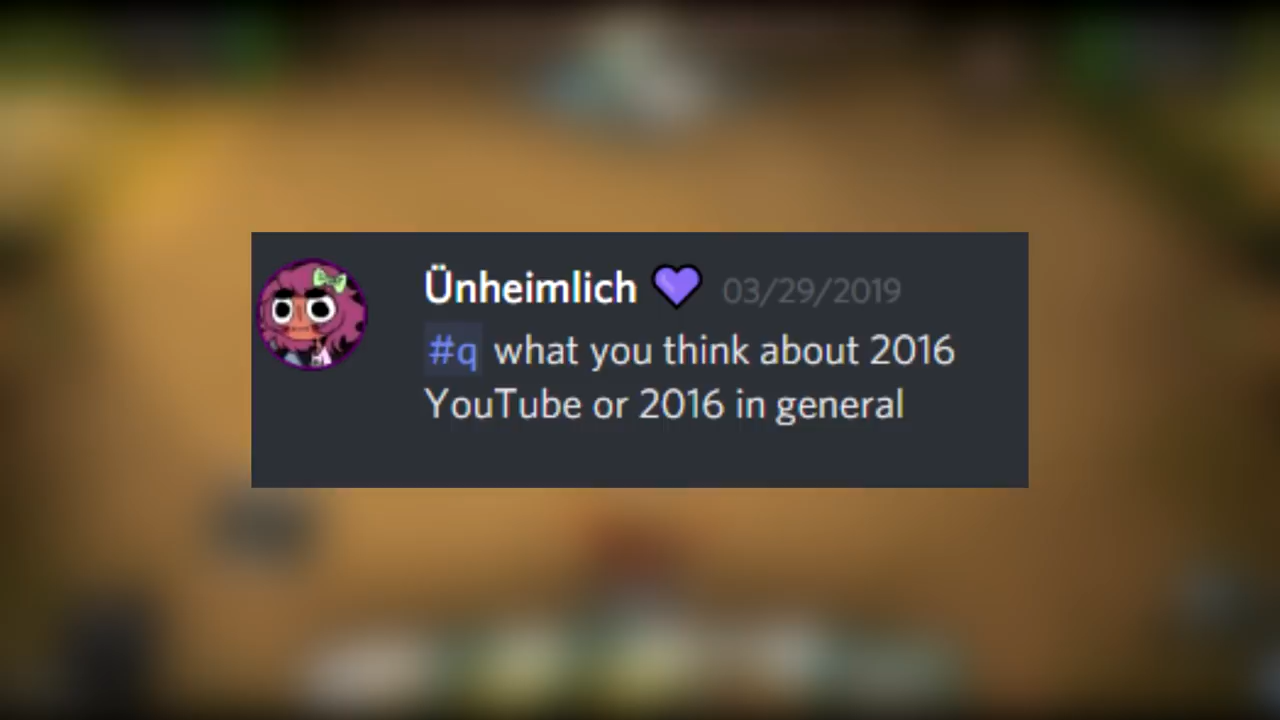 Ünheimlich 💜 03/29/2019
#q what you think about 2016
YouTube or 2016 in general